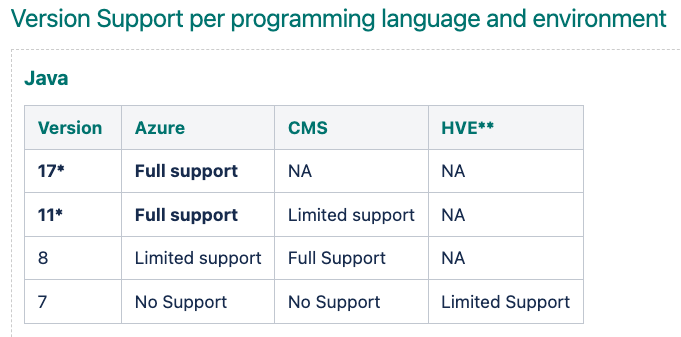 Version Support per programming language and environment
Java
Version Azure CMS HVE**
17* Full support NA NA
11* Full support Limited support NA
8 Limited support Full Support NA
7 No Support No Support Limited Support